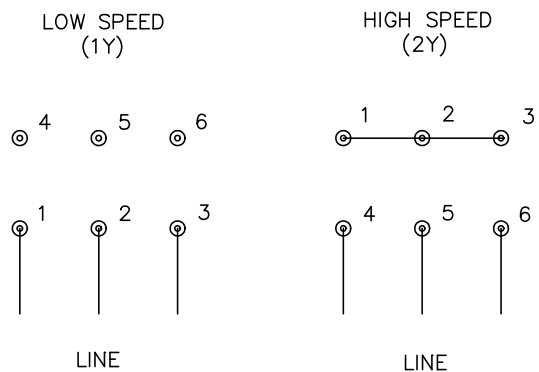 LOW SPEED
(1Y)
4 5 6
1 2 3
LINE
HIGH SPEED
(2Y)
1 2 3
4 5 6
LINE